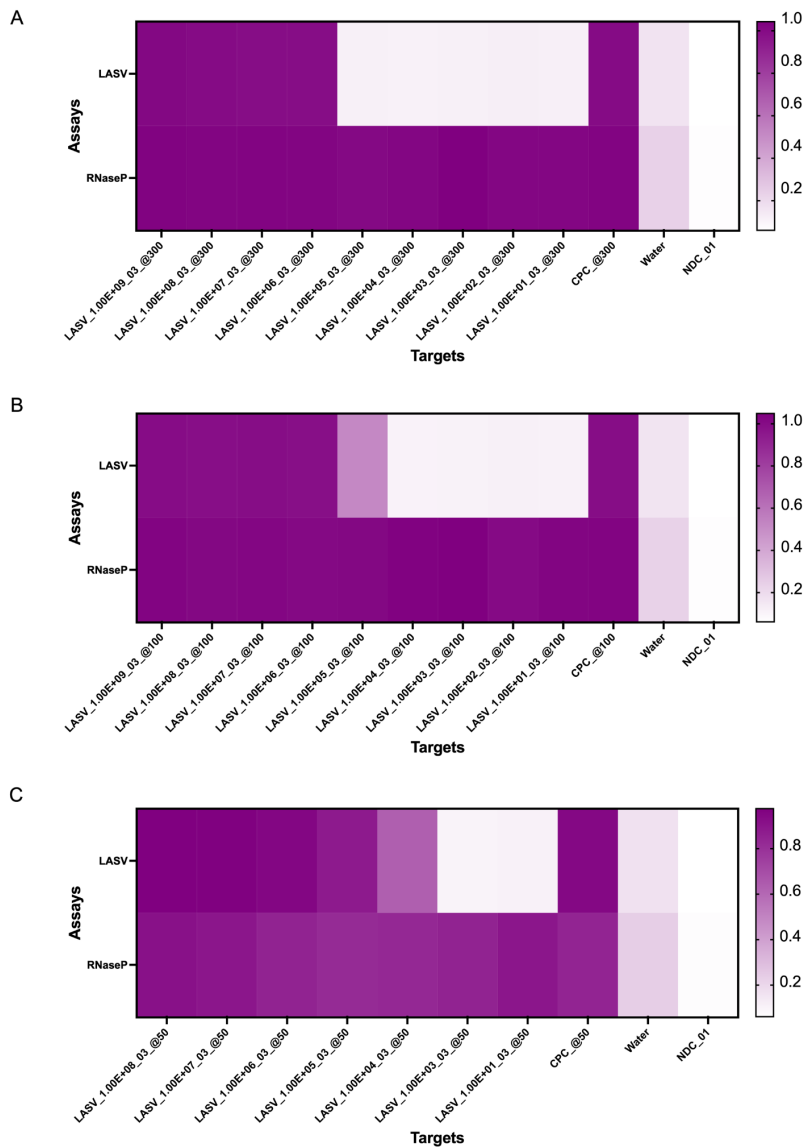 A
Assays
LASV
RNaseP
1.0
0.8
0.6
0.4
0.2
LASV_1.00E+09_03_@300
LASV_1.00E+08_03_@300
LASV_1.00E+07_03_@300
LASV_1.00E+06_03_@300
LASV_1.00E+05_03_@300
LASV_1.00E+04_03_@300
LASV_1.00E+03_03_@300
LASV_1.00E+02_03_@300
LASV_1.00E+01_03_@300
CPC_@300
Water
NDC_01
Targets
B
Assays
LASV
RNaseP
1.0
0.8
0.6
0.4
0.2
LASV_1.00E+09_03_@100
LASV_1.00E+08_03_@100
LASV_1.00E+07_03_@100
LASV_1.00E+06_03_@100
LASV_1.00E+05_03_@100
LASV_1.00E+04_03_@100
LASV_1.00E+03_03_@100
LASV_1.00E+02_03_@100
LASV_1.00E+01_03_@100
CPC_@100
Water
NDC_01
Targets
C
Assays
LASV
RNaseP
0.8
0.6
0.4
0.2
LASV_1.00E+08_03_@50
LASV_1.00E+07_03_@50
LASV_1.00E+06_03_@50
LASV_1.00E+05_03_@50
LASV_1.00E+04_03_@50
LASV_1.00E+03_03_@50
LASV_1.00E+01_03_@50
CPC_@50
Water
NDC_01
Targets